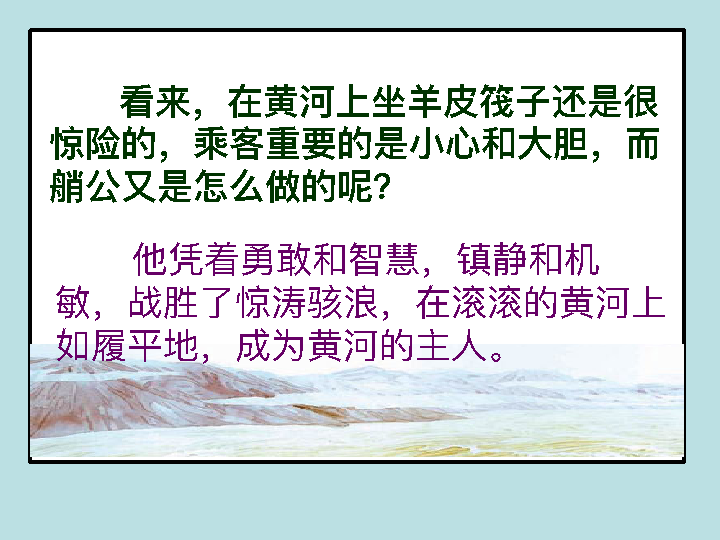 看来，在黄河上坐羊皮筏子还是很
惊险的，乘客重要的是小心和大胆，而
艄公又是怎么做的呢？
他凭着勇敢和智慧，镇静和机
敏，战胜了惊涛骇浪，在滚滚的黄河上
如履平地，成为黄河的主人。